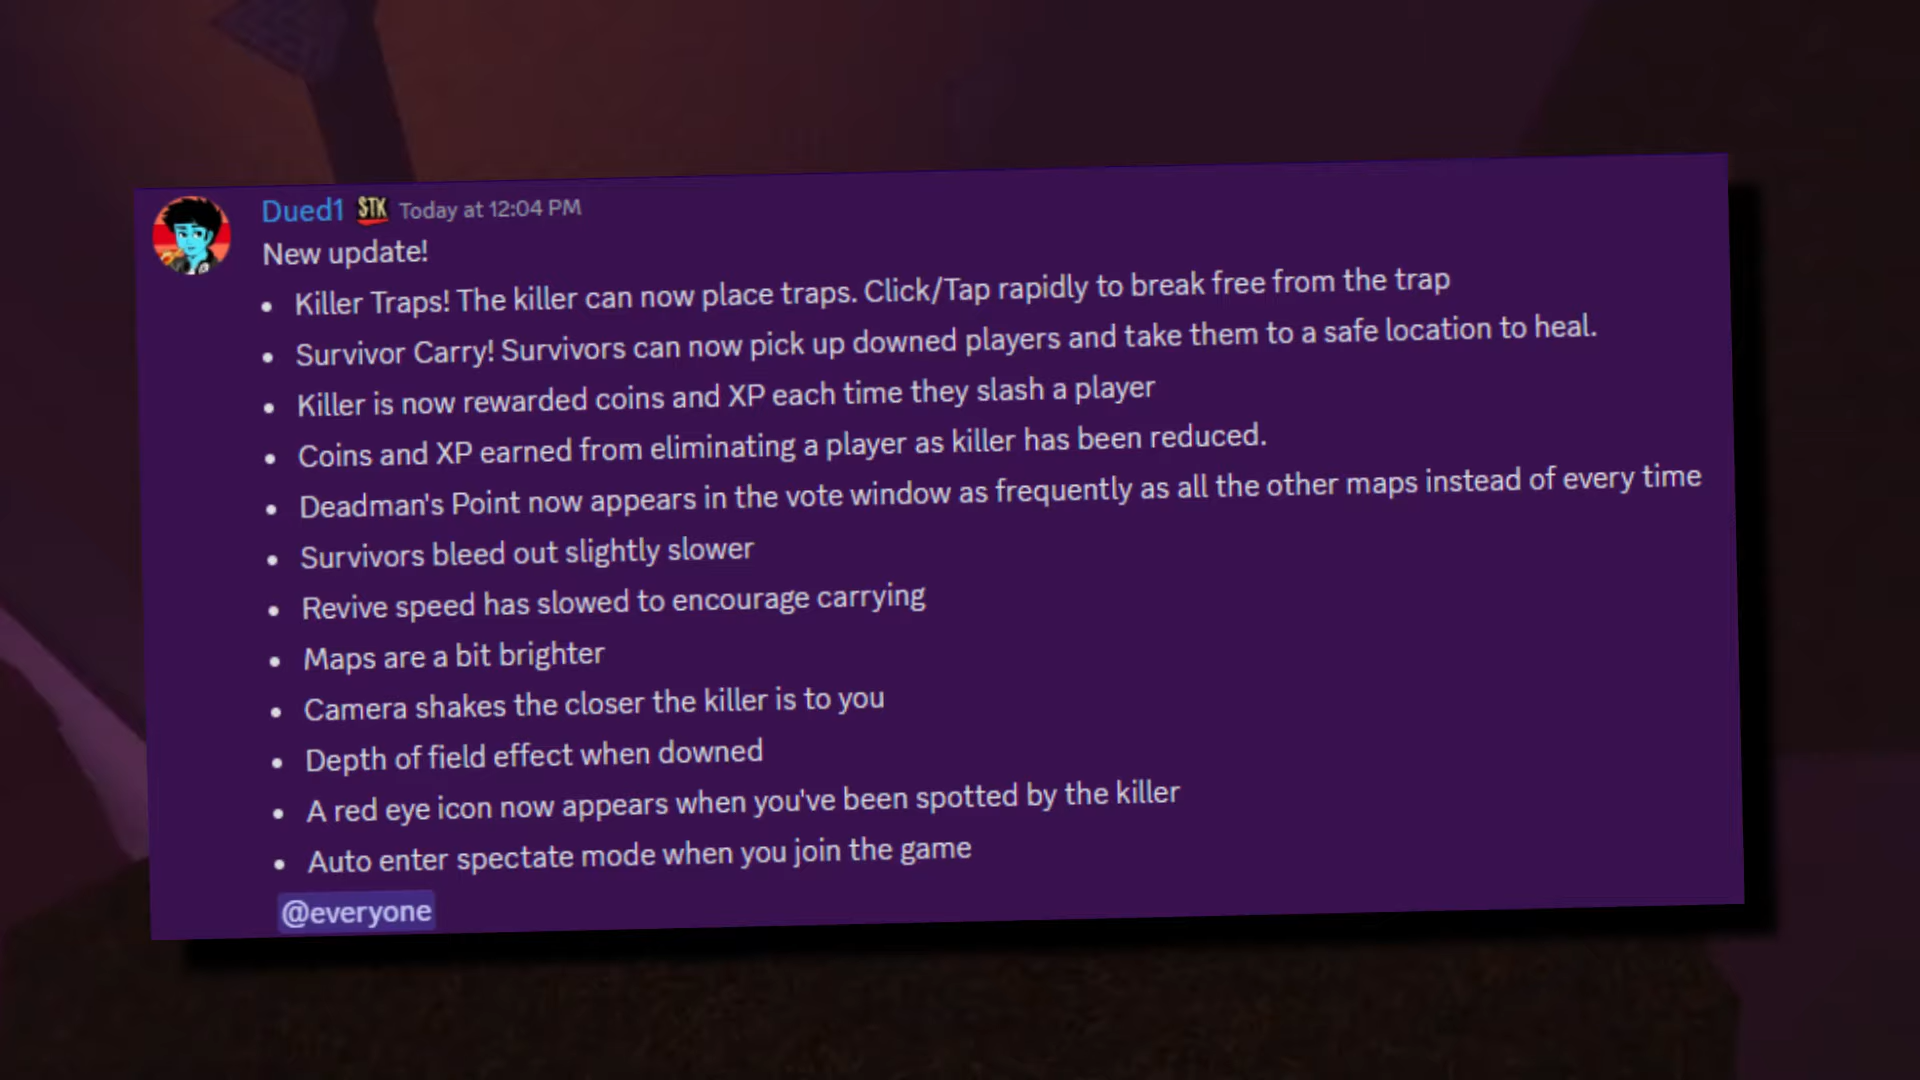 Dued1 STK Today at 12:04 PM
New update!
• Killer Traps! The killer can now place traps. Click/Tap rapidly to break free from the trap
• Survivor Carry! Survivors can now pick up downed players and take them to a safe location to heal.
• Killer is now rewarded coins and XP each time they slash a player
• Coins and XP earned from eliminating a player as killer has been reduced.
• Deadman's Point now appears in the vote window as frequently as all the other maps instead of every time
• Survivors bleed out slightly slower
• Revive speed has slowed to encourage carrying
• Maps are a bit brighter
• Camera shakes the closer the killer is to you
• Depth of field effect when downed
• A red eye icon now appears when you've been spotted by the killer
• Auto enter spectate mode when you join the game
@everyone